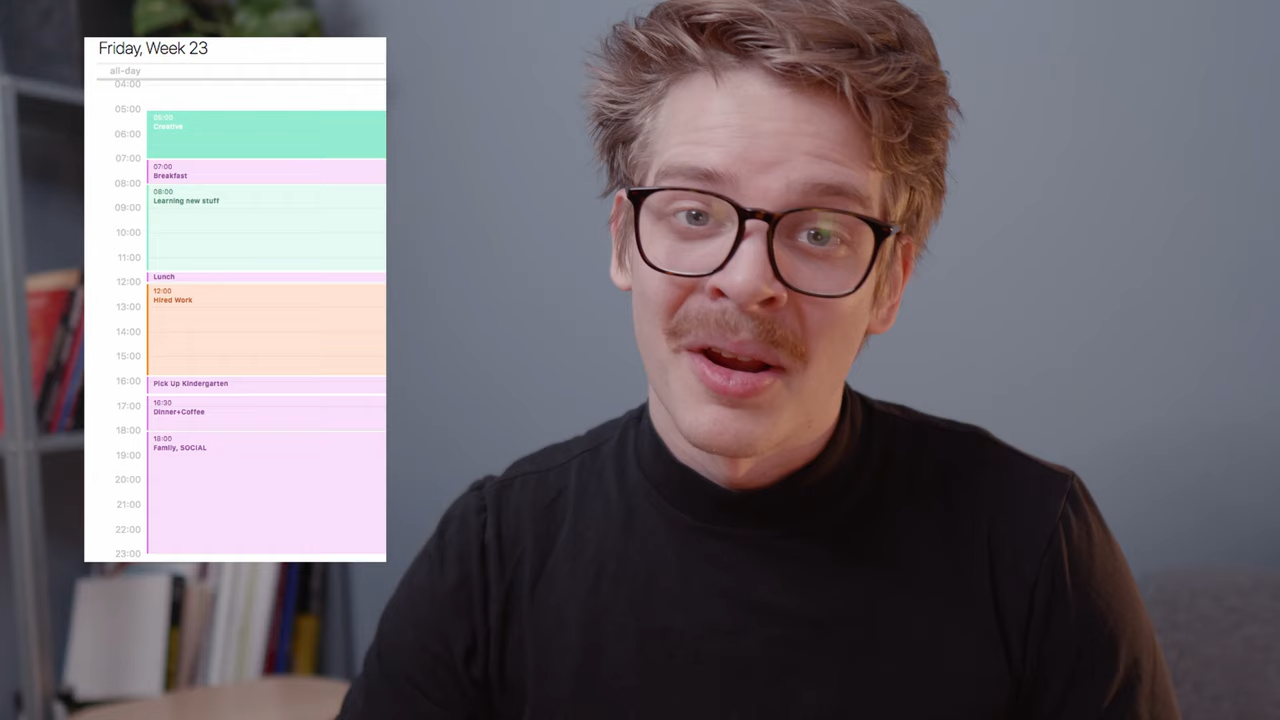 Friday, Week 23
all-day
04:00
05:00
05:00
Creative
06:00
07:00
07:00
Breakfast
08:00
08:00
Learning new stuff
09:00
10:00
11:00
Lunch
12:00
12:00
Hired Work
13:00
14:00
15:00
16:00
Pick Up Kindergarten
16:30
Dinner+Coffee
17:00
18:00
18:00
Family, SOCIAL
19:00
20:00
21:00
22:00
23:00